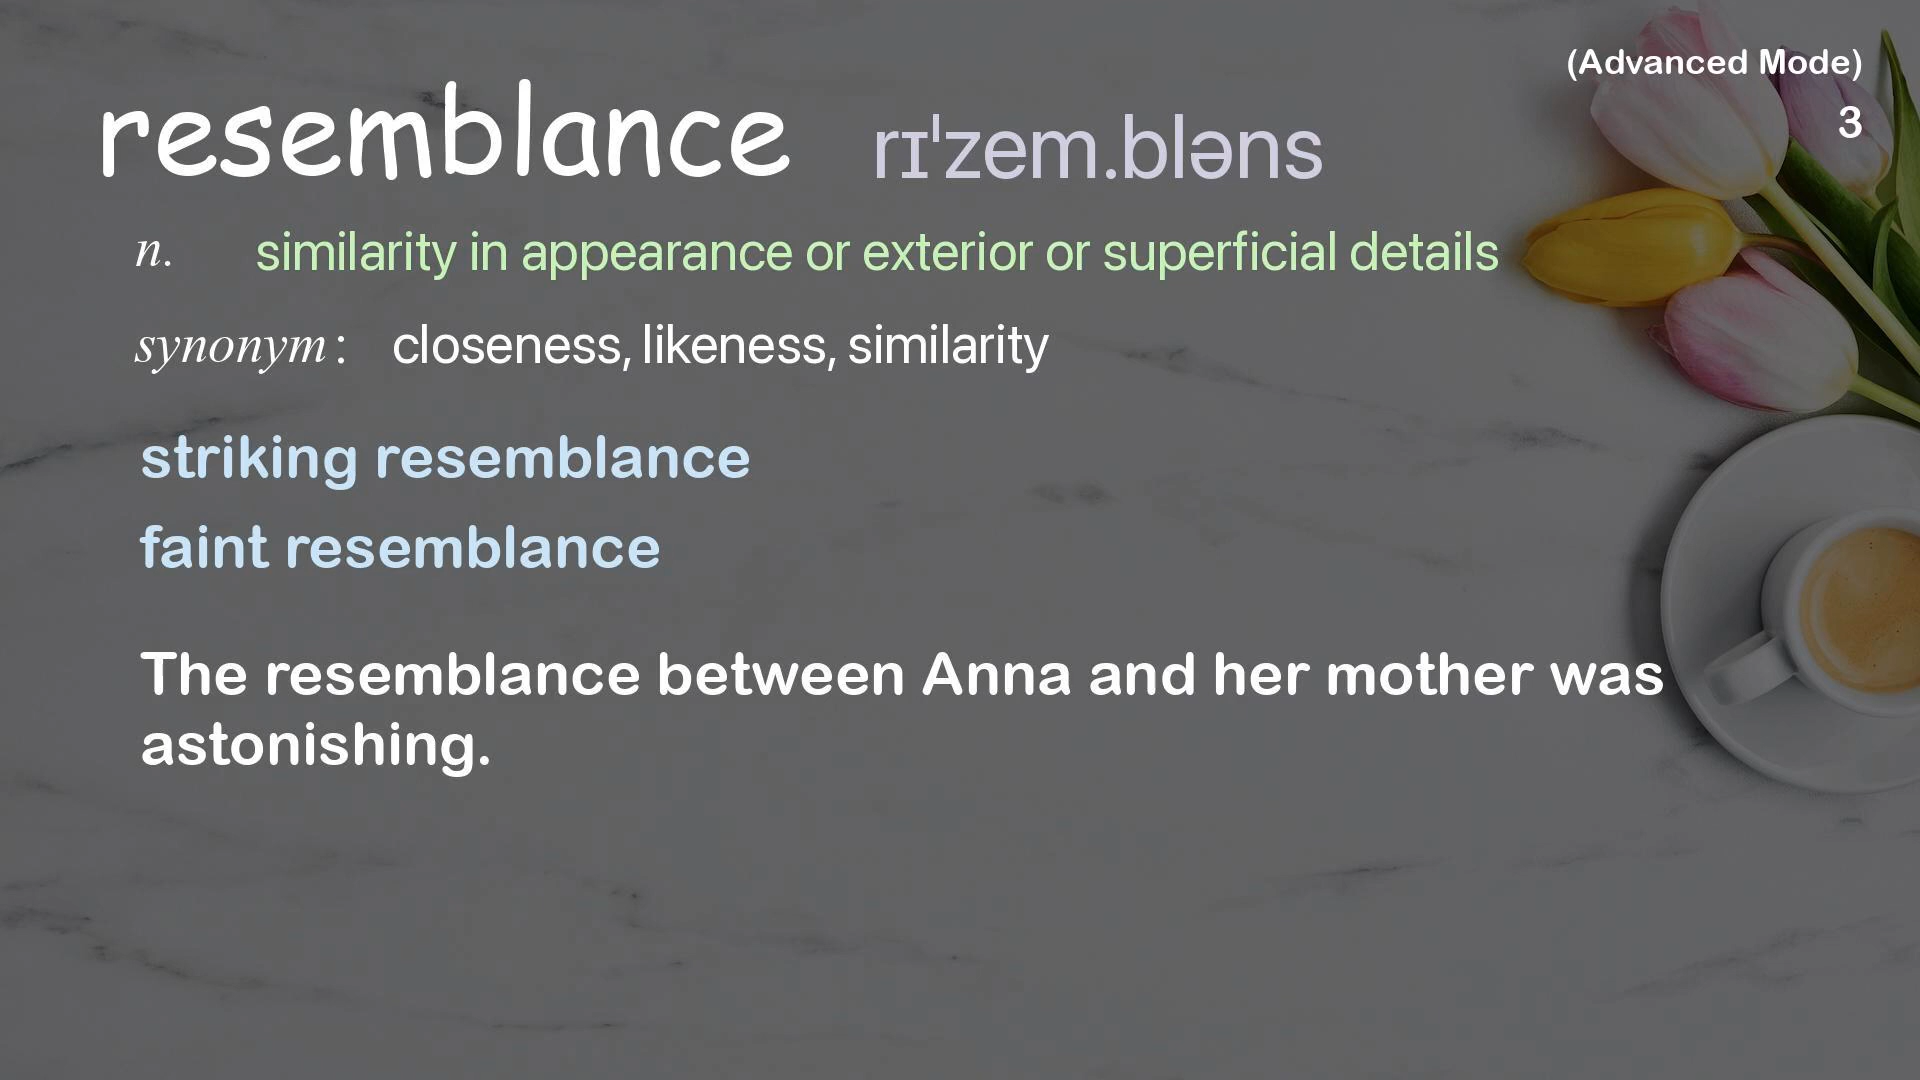 (Advanced Mode)
resemblance rɪˈzem.bləns
3
n. similarity in appearance or exterior or superficial details
synonym: closeness, likeness, similarity
striking resemblance
faint resemblance
The resemblance between Anna and her mother was
astonishing.